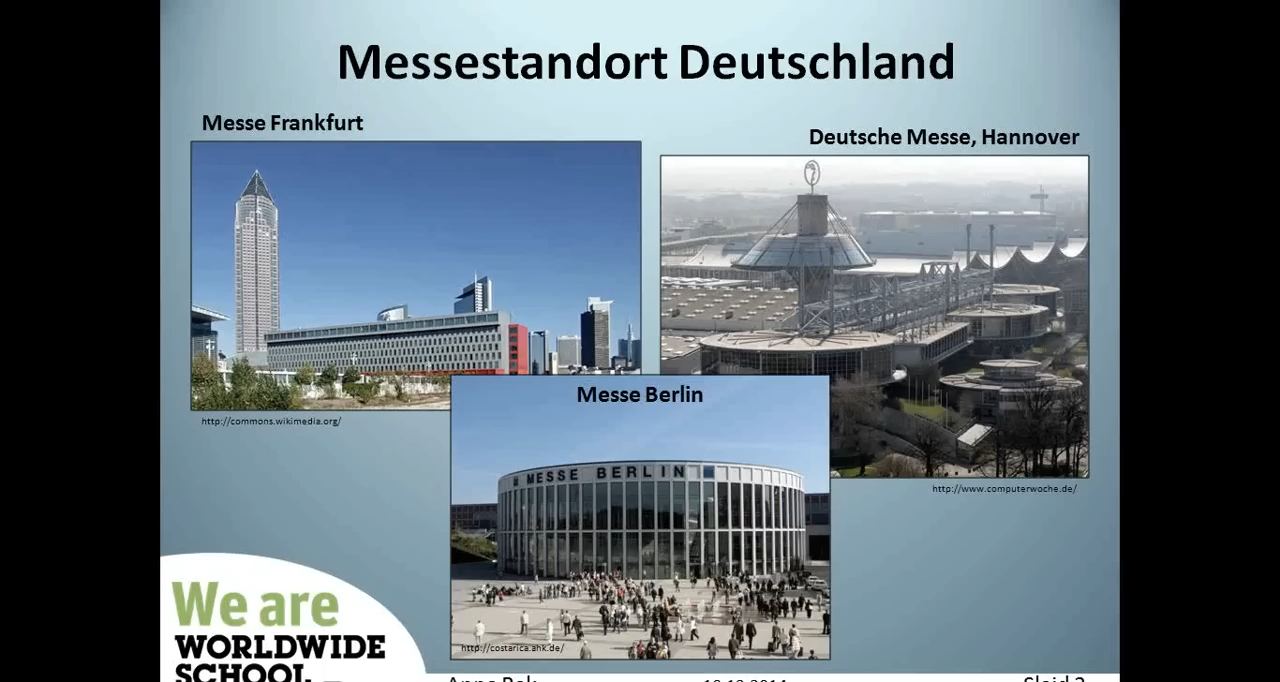 Messestandort Deutschland
Messe Frankfurt
Deutsche Messe, Hannover
http://commons.wikimedia.org/
Messe Berlin
MESSE BERLIN
http://www.computerwoche.de/
http://costarica.ahk.de/
We are
WORLDWIDE
SCHOOL